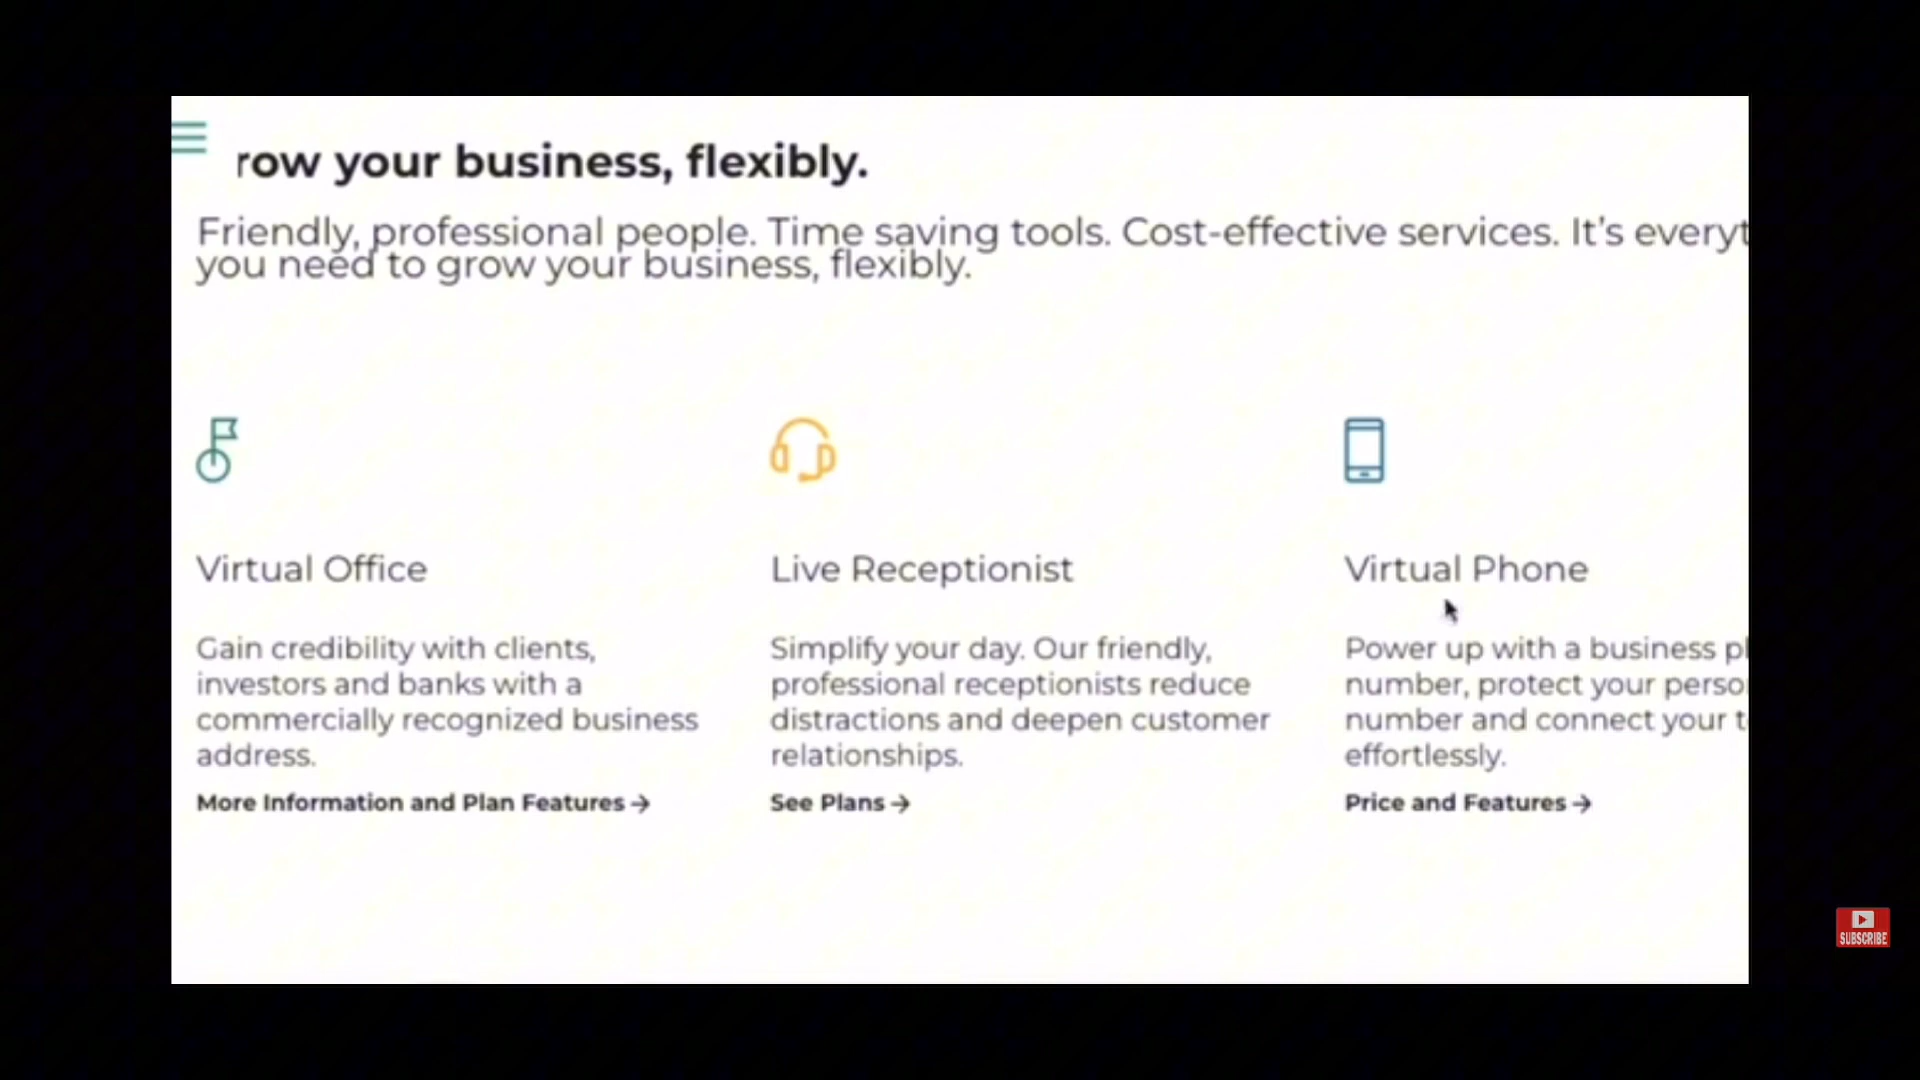 row your business, flexibly.
Friendly, professional people. Time saving tools. Cost-effective services. It's everyt
you need to grow your business, flexibly.
Virtual Office
Gain credibility with clients,
investors and banks with a
commercially recognized business
address.
More Information and Plan Features →
Live Receptionist
Simplify your day. Our friendly,
professional receptionists reduce
distractions and deepen customer
relationships.
See Plans →
Virtual Phone
Power up with a business pl
number, protect your perso
number and connect your t
effortlessly.
Price and Features →
SUBSCRIBE